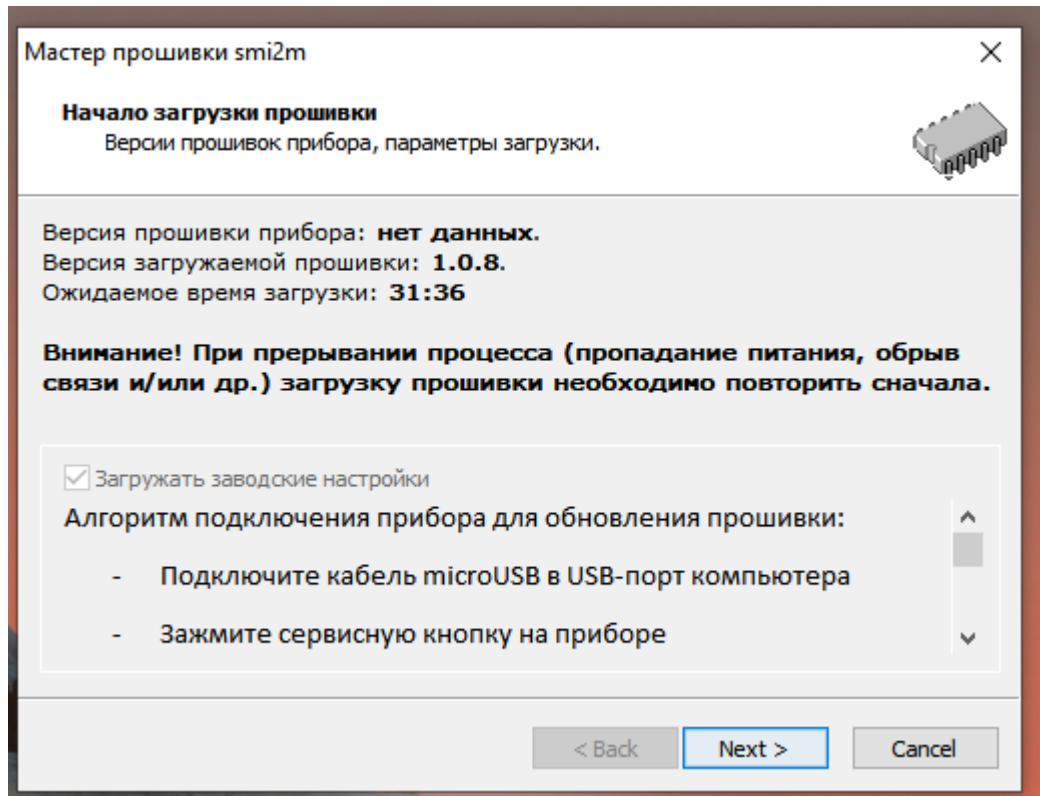 Мастер прошивки smi2m
Начало загрузки прошивки
Версии прошивок прибора, параметры загрузки.
Версия прошивки прибора: нет данных.
Версия загружаемой прошивки: 1.0.8.
Ожидаемое время загрузки: 31:36
Внимание! При прерывании процесса (пропадание питания, обрыв
связи и/или др.) загрузку прошивки необходимо повторить сначала.
Загружать заводские настройки
Алгоритм подключения прибора для обновления прошивки:
- Подключите кабель microUSB в USB-порт компьютера
- Зажмите сервисную кнопку на приборе
< Back Next > Cancel